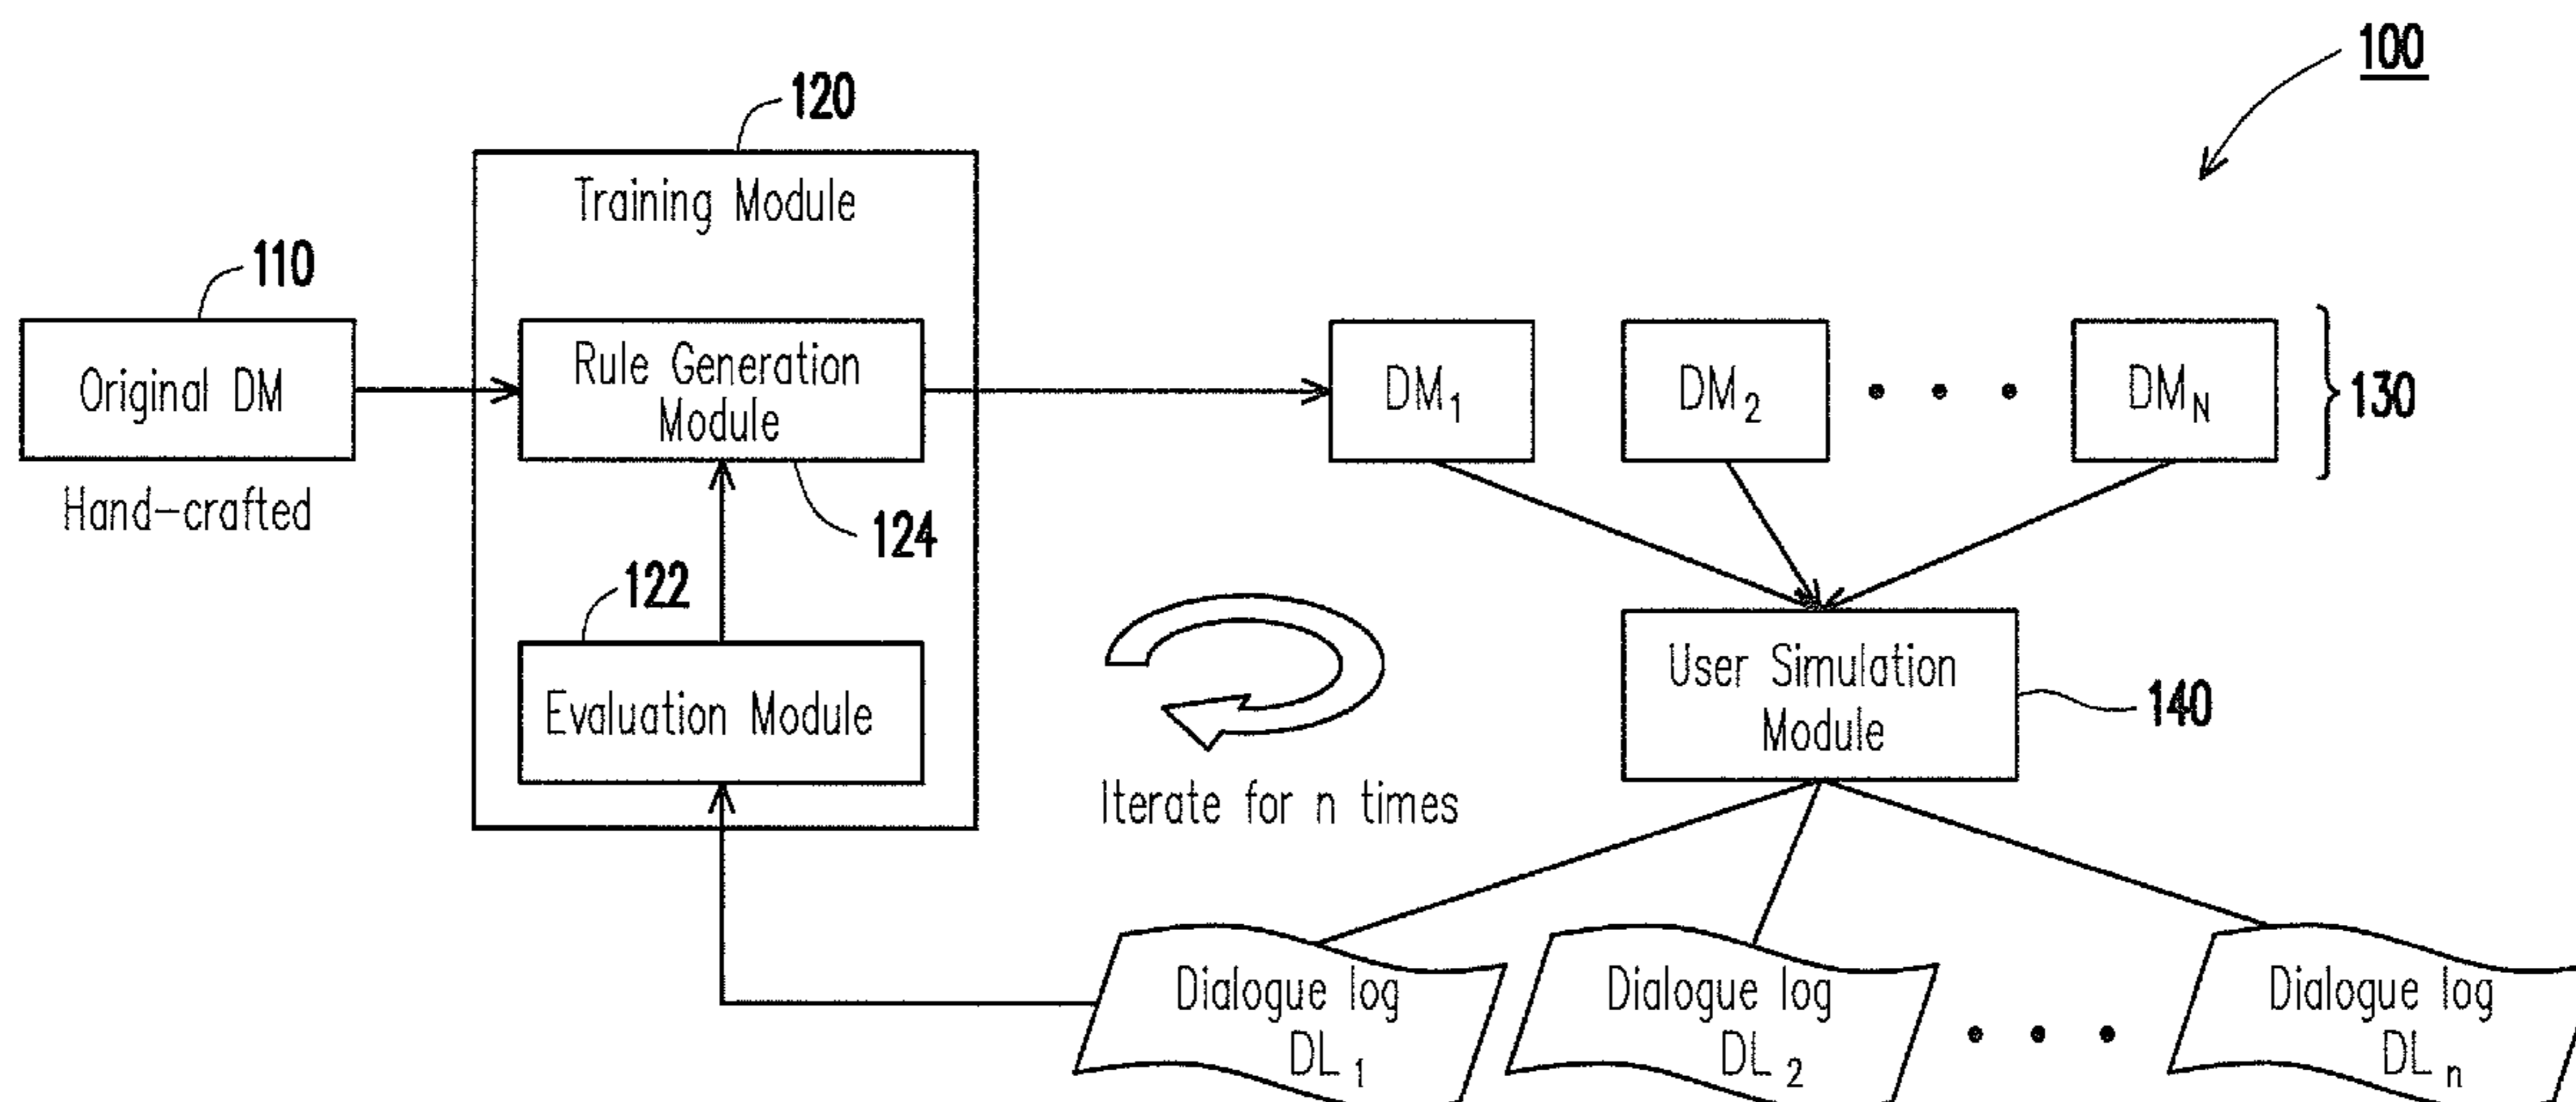 100
120
Training Module
110
Original DM
Hand-crafted
Rule Generation
Module
124
122
Evaluation Module
DM1
DM2
• • •
DMN
130
User Simulation
Module
140
Iterate for n times
Dialogue log
DL1
Dialogue log
DL2
• • •
Dialogue log
DLn